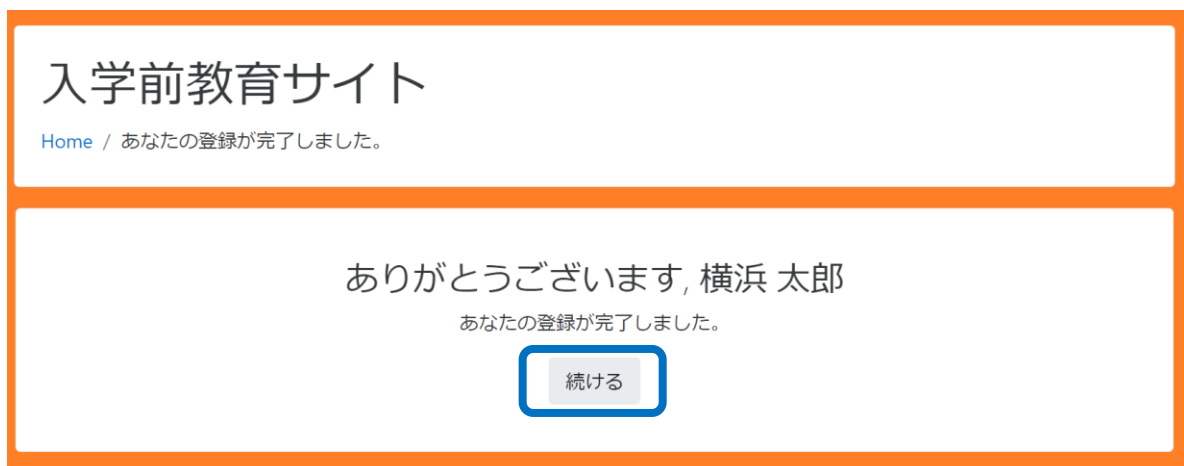 入学前教育サイト
Home / あなたの登録が完了しました。
ありがとうございます, 横浜 太郎
あなたの登録が完了しました。
続ける